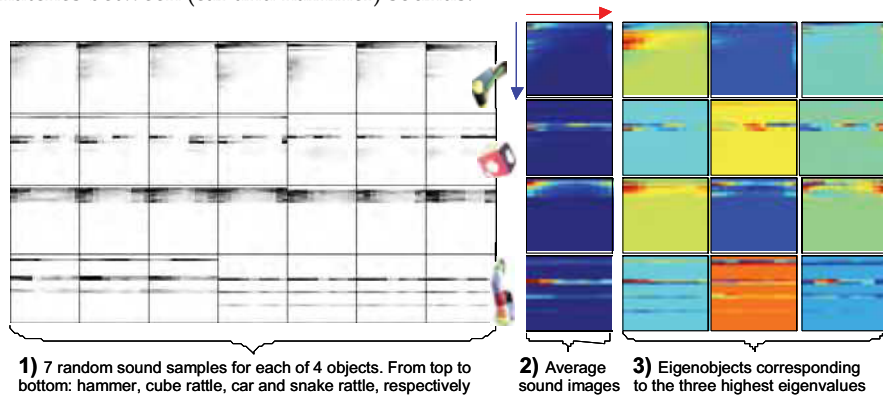 1) 7 random sound samples for each of 4 objects. From top to
bottom: hammer, cube rattle, car and snake rattle, respectively
2) Average
sound images
3) Eigenobjects corresponding
to the three highest eigenvalues